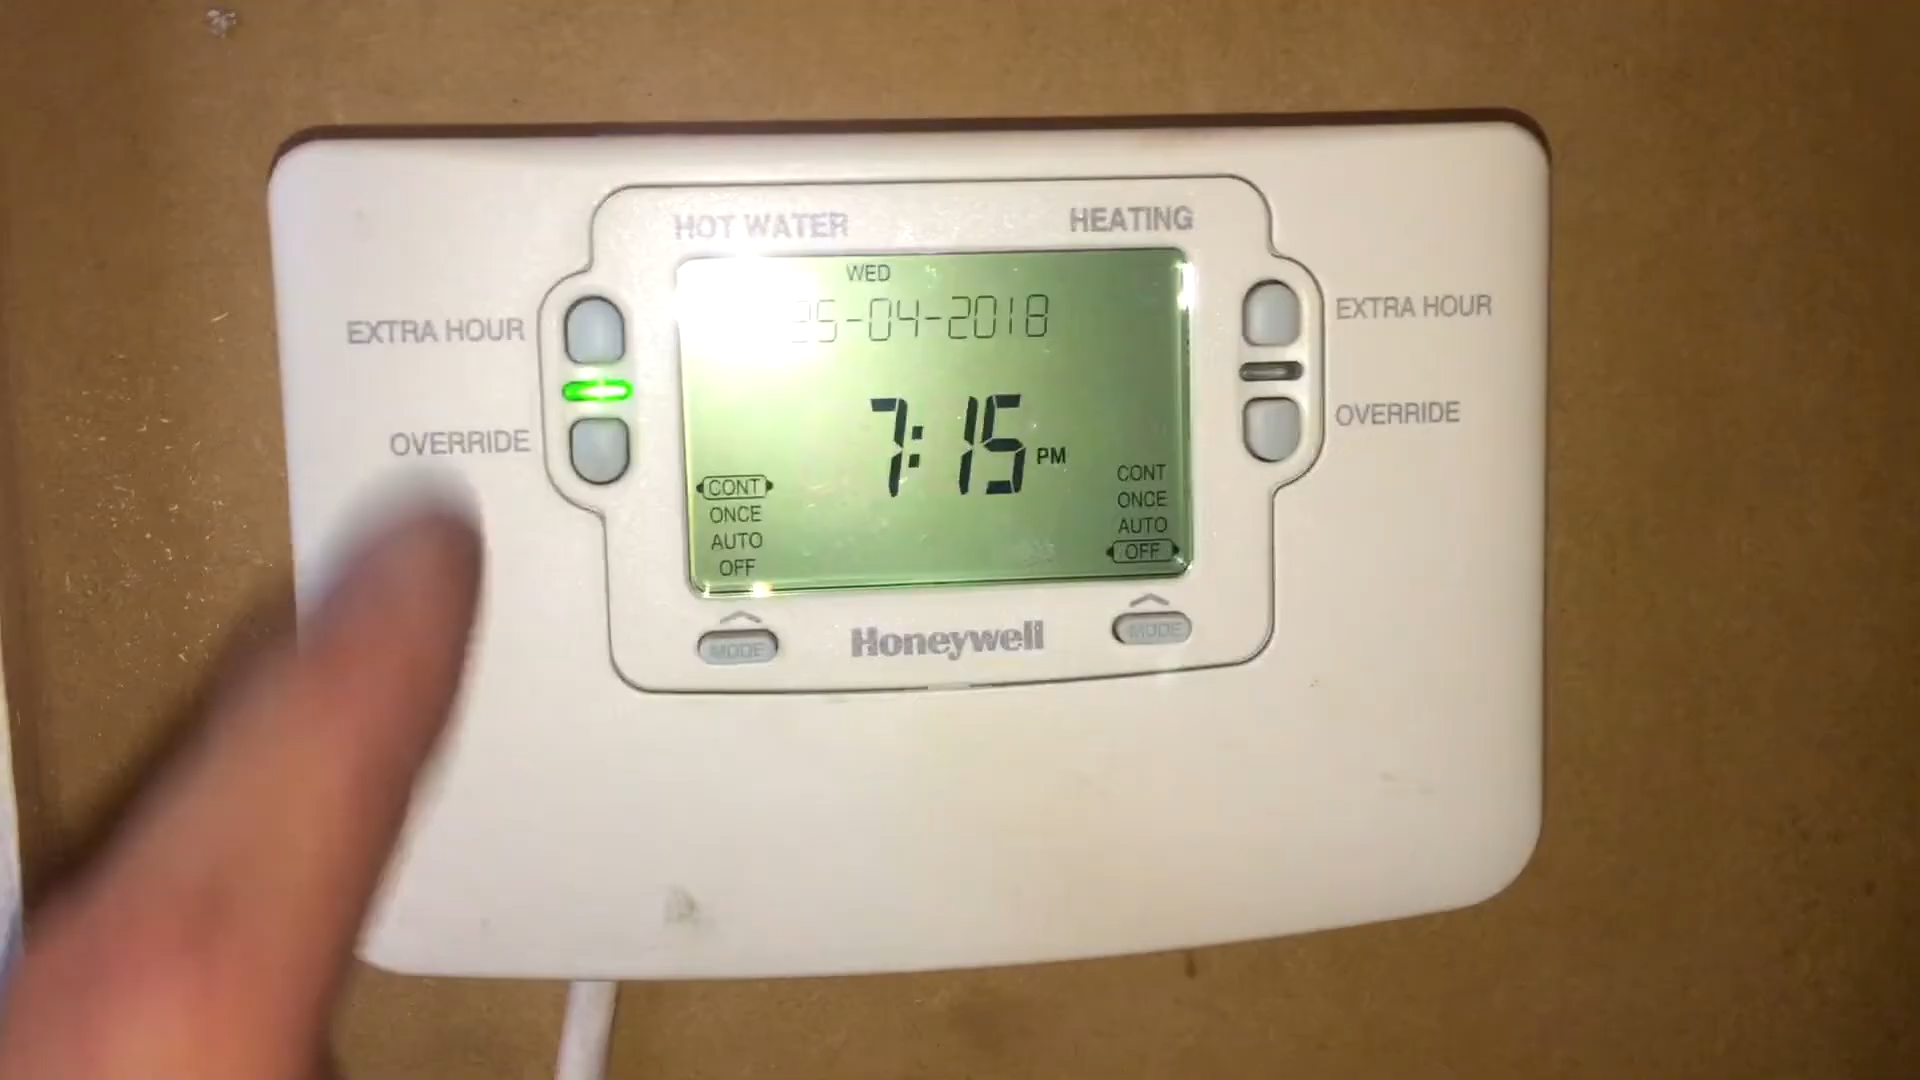 HOT WATER
HEATING
EXTRA HOUR
OVERRIDE
WED
25-04-2018
7:15 PM
CONT
ONCE
AUTO
OFF
CONT
ONCE
AUTO
OFF
EXTRA HOUR
OVERRIDE
MODE
Honeywell
MODE